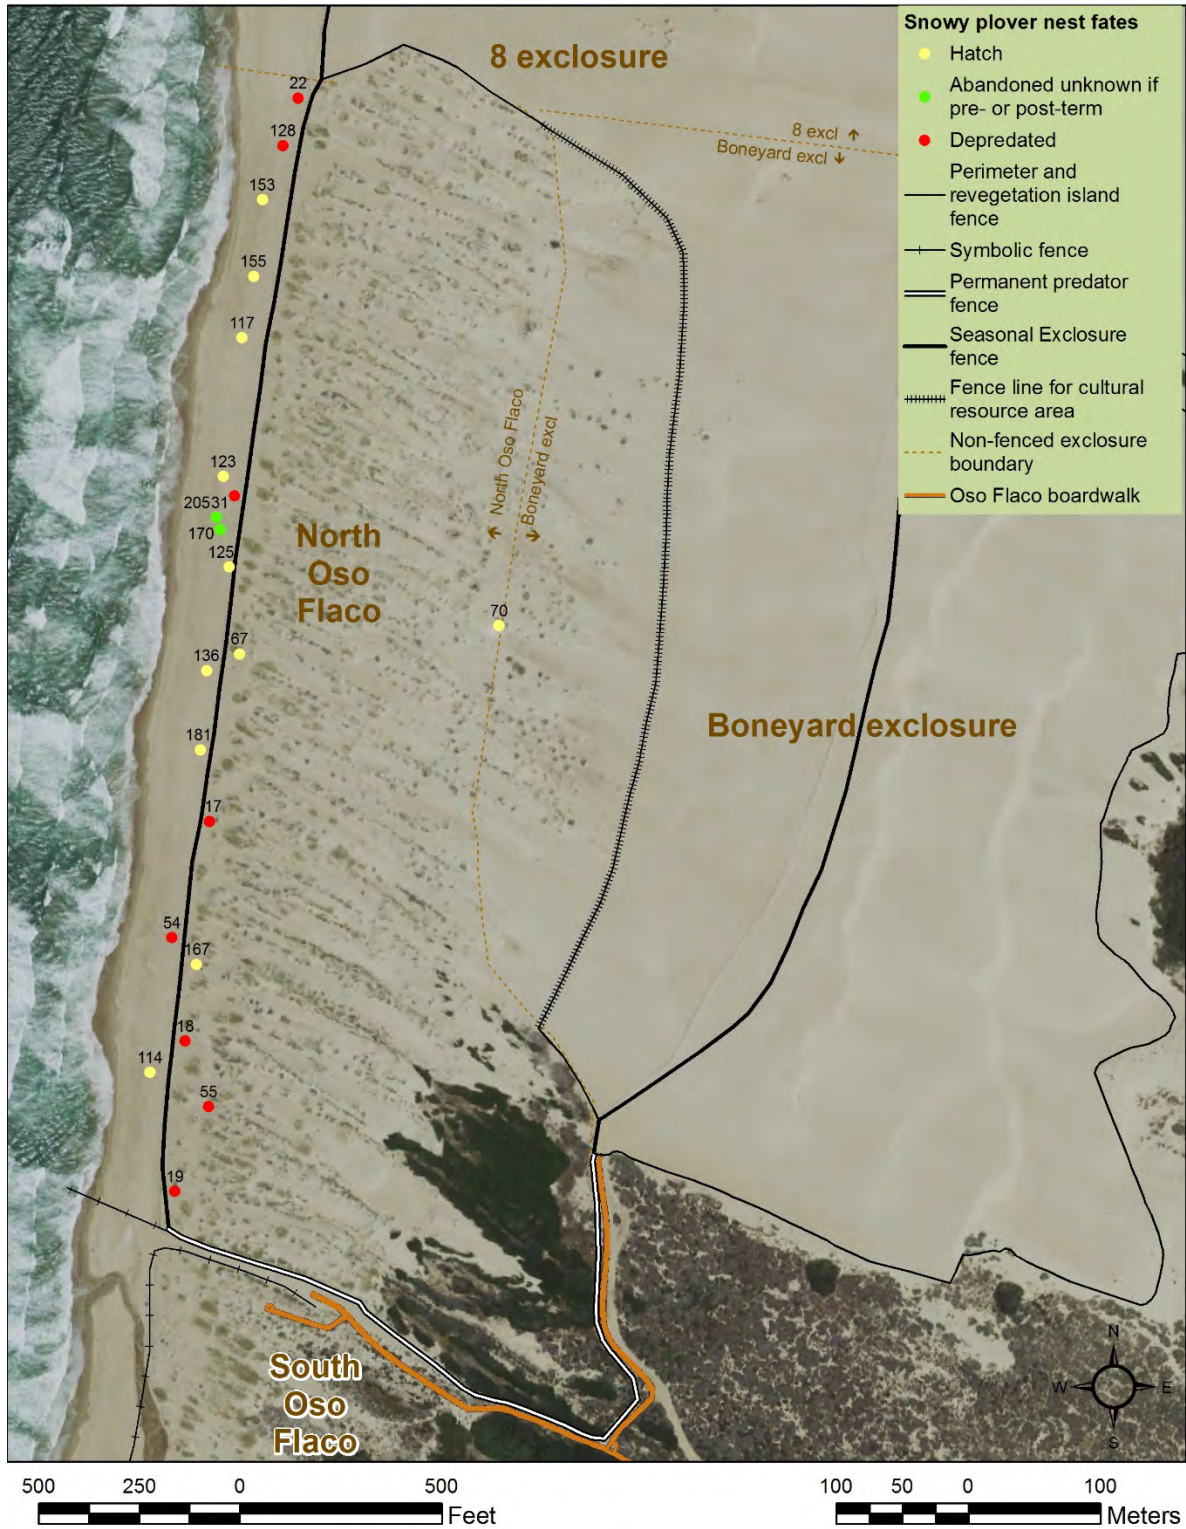 8 exclosure
Snowy plover nest fates
Hatch
Abandoned unknown if
pre- or post-term
Depredated
Perimeter and
revegetation island
fence
Symbolic fence
Permanent predator
fence
Seasonal Exclosure
fence
Fence line for cultural
resource area
Non-fenced exclosure
boundary
Oso Flaco boardwalk
22
128
8 excl
Boneyard excl
153
155
117
North Oso Flaco
Boneyard excl
123
20531
170
125
North
Oso
Flaco
70
67
136
Boneyard exclosure
181
17
54
167
18
114
55
19
South
Oso
Flaco
N
W
E
S
500 250 0 500
Feet
100 50 0 100
Meters